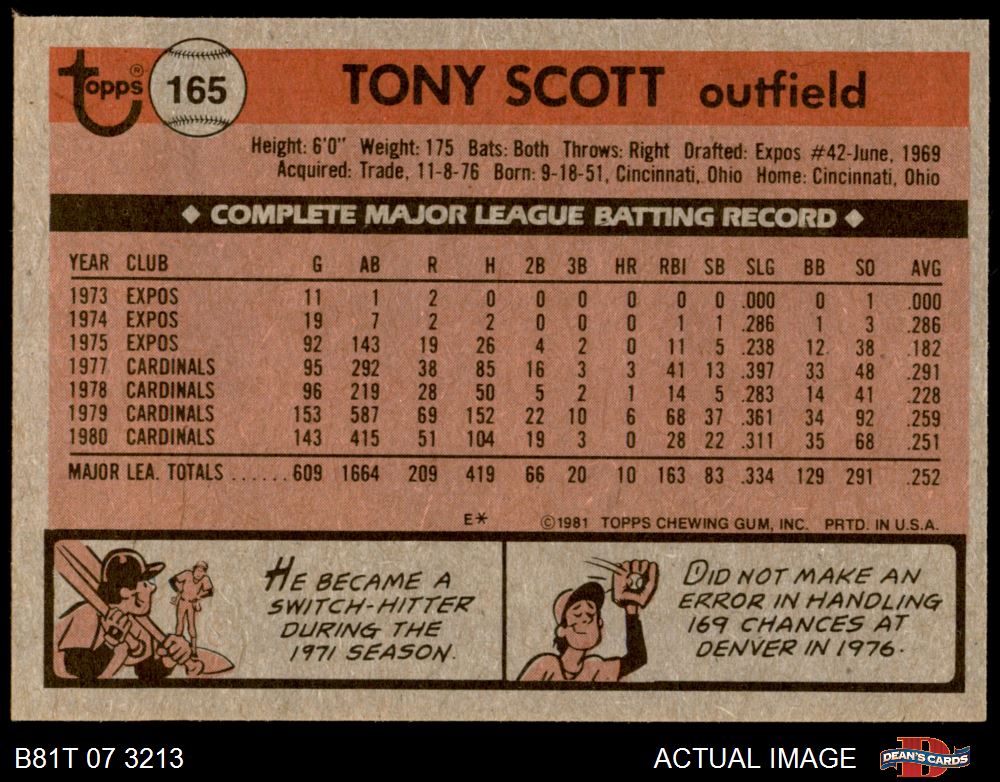 topps® 165 TONY SCOTT outfield
Height: 6'0" Weight: 175 Bats: Both Throws: Right Drafted: Expos #42-June, 1969
Acquired: Trade, 11-8-76 Born: 9-18-51, Cincinnati, Ohio Home: Cincinnati, Ohio
◆ COMPLETE MAJOR LEAGUE BATTING RECORD ◆
YEAR CLUB G AB R H 2B 3B HR RBI SB SLG BB SO AVG
1973 EXPOS 11 1 2 0 0 0 0 0 0 .000 0 1 .000
1974 EXPOS 19 7 2 2 0 0 0 1 1 .286 1 3 .286
1975 EXPOS 92 143 19 26 4 2 0 11 5 .238 12 38 .182
1977 CARDINALS 95 292 38 85 16 3 3 41 13 .397 33 48 .291
1978 CARDINALS 96 219 28 50 5 2 1 14 5 .283 14 41 .228
1979 CARDINALS 153 587 69 152 22 10 6 68 37 .361 34 92 .259
1980 CARDINALS 143 415 51 104 19 3 0 28 22 .311 35 68 .251
MAJOR LEA. TOTALS ...... 609 1664 209 419 66 20 10 163 83 .334 129 291 .252
E* ©1981 TOPPS CHEWING GUM, INC. PRTD. IN U.S.A.
HE BECAME A
SWITCH-HITTER
DURING THE
1971 SEASON.
DID NOT MAKE AN
ERROR IN HANDLING
169 CHANCES AT
DENVER IN 1976.
B81T 07 3213 ACTUAL IMAGE DEAN'S CARDS